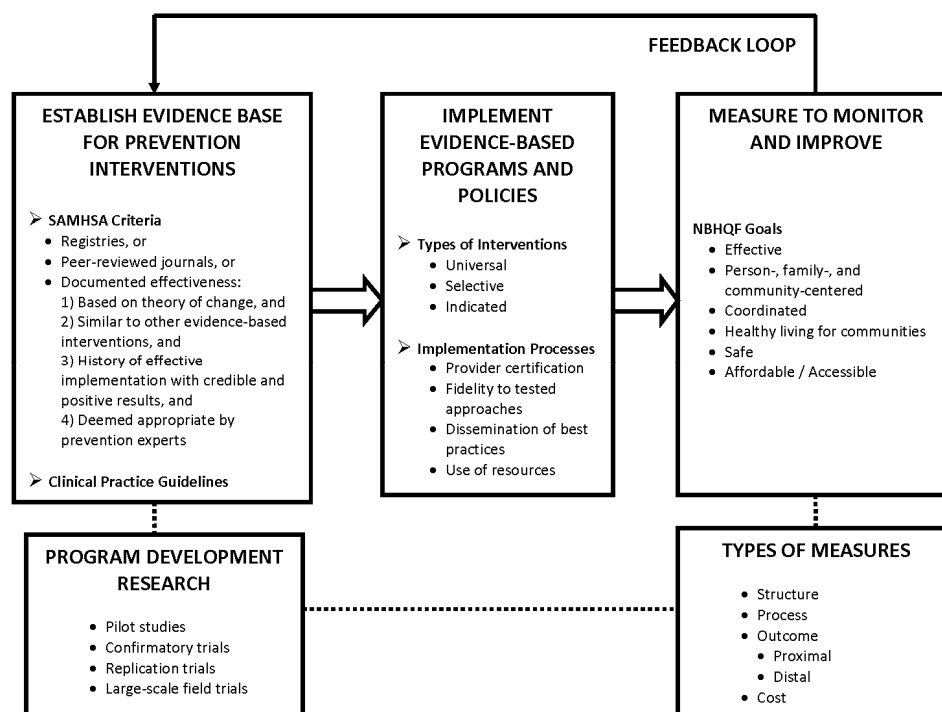 FEEDBACK LOOP
ESTABLISH EVIDENCE BASE
FOR PREVENTION
INTERVENTIONS
➢ SAMHSA Criteria
• Registries, or
• Peer-reviewed journals, or
• Documented effectiveness:
1) Based on theory of change, and
2) Similar to other evidence-based
interventions, and
3) History of effective
implementation with credible and
positive results, and
4) Deemed appropriate by
prevention experts
➢ Clinical Practice Guidelines
IMPLEMENT
EVIDENCE-BASED
PROGRAMS AND
POLICIES
➢ Types of Interventions
• Universal
• Selective
• Indicated
➢ Implementation Processes
• Provider certification
• Fidelity to tested
approaches
• Dissemination of best
practices
• Use of resources
MEASURE TO MONITOR
AND IMPROVE
NBHQF Goals
• Effective
• Person-, family-, and
community-centered
• Coordinated
• Healthy living for communities
• Safe
• Affordable / Accessible
PROGRAM DEVELOPMENT
RESEARCH
• Pilot studies
• Confirmatory trials
• Replication trials
• Large-scale field trials
TYPES OF MEASURES
• Structure
• Process
• Outcome
• Proximal
• Distal
• Cost